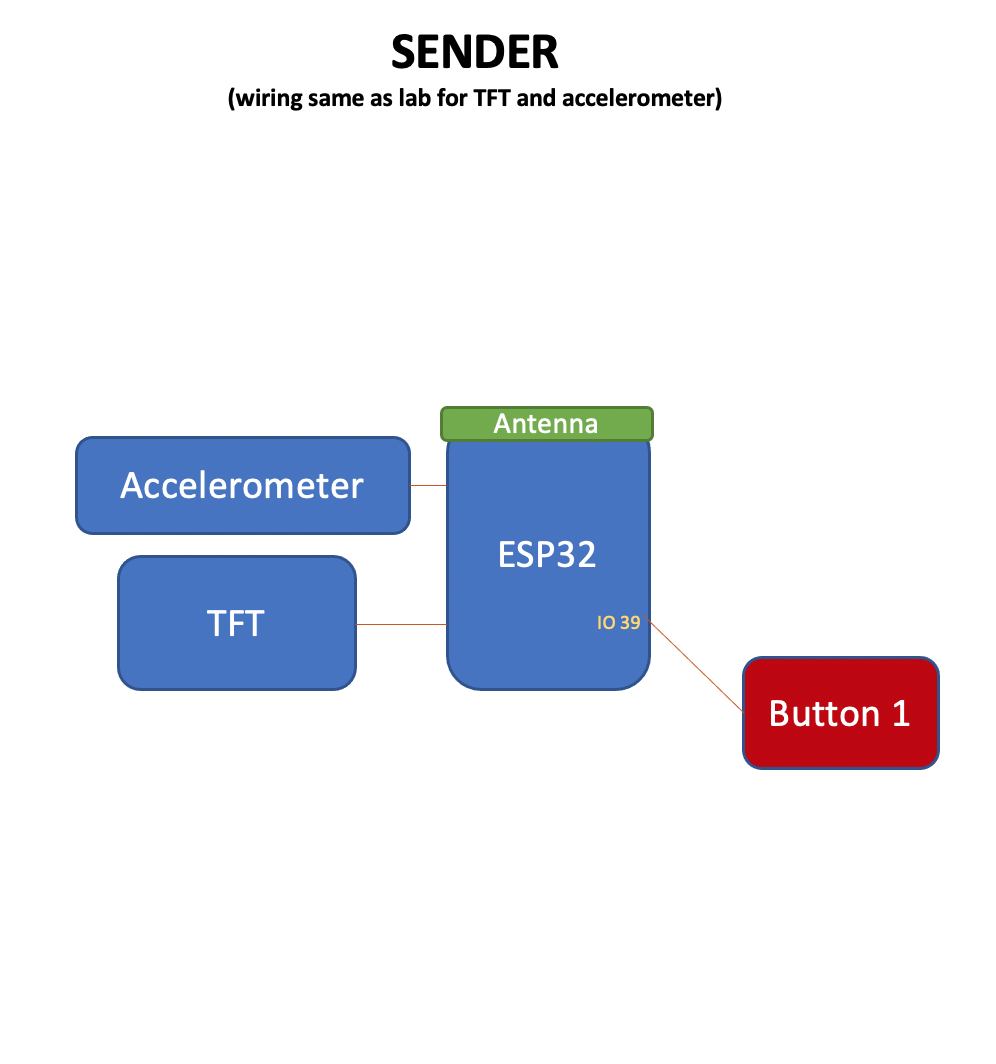 SENDER
(wiring same as lab for TFT and accelerometer)
Antenna
Accelerometer
ESP32
TFT
IO 39
Button 1